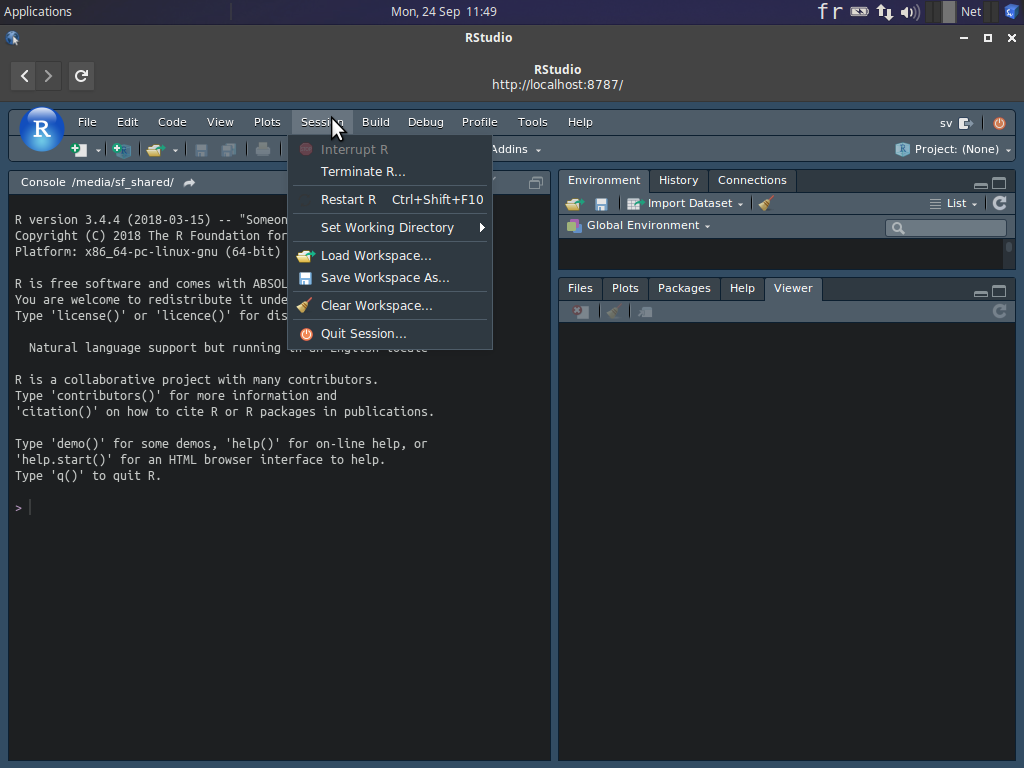 Applications
Mon, 24 Sep 11:49
fr
Net
RStudio
RStudio
http://localhost:8787/
R
File Edit Code View Plots Session Build Debug Profile Tools Help
sv
Addins
Project: (None)
Interrupt R
Terminate R...
Restart R Ctrl+Shift+F10
Set Working Directory
Load Workspace...
Save Workspace As...
Clear Workspace...
Quit Session...
Console /media/sf_shared/
R version 3.4.4 (2018-03-15) -- "Someon
Copyright (C) 2018 The R Foundation for
Platform: x86_64-pc-linux-gnu (64-bit)
R is free software and comes with ABSOL
You are welcome to redistribute it unde
Type 'license()' or 'licence()' for dis
Natural language support but running in an English locale
R is a collaborative project with many contributors.
Type 'contributors()' for more information and
'citation()' on how to cite R or R packages in publications.
Type 'demo()' for some demos, 'help()' for on-line help, or
'help.start()' for an HTML browser interface to help.
Type 'q()' to quit R.
>
Environment History Connections
Import Dataset
List
Global Environment
Files Plots Packages Help Viewer